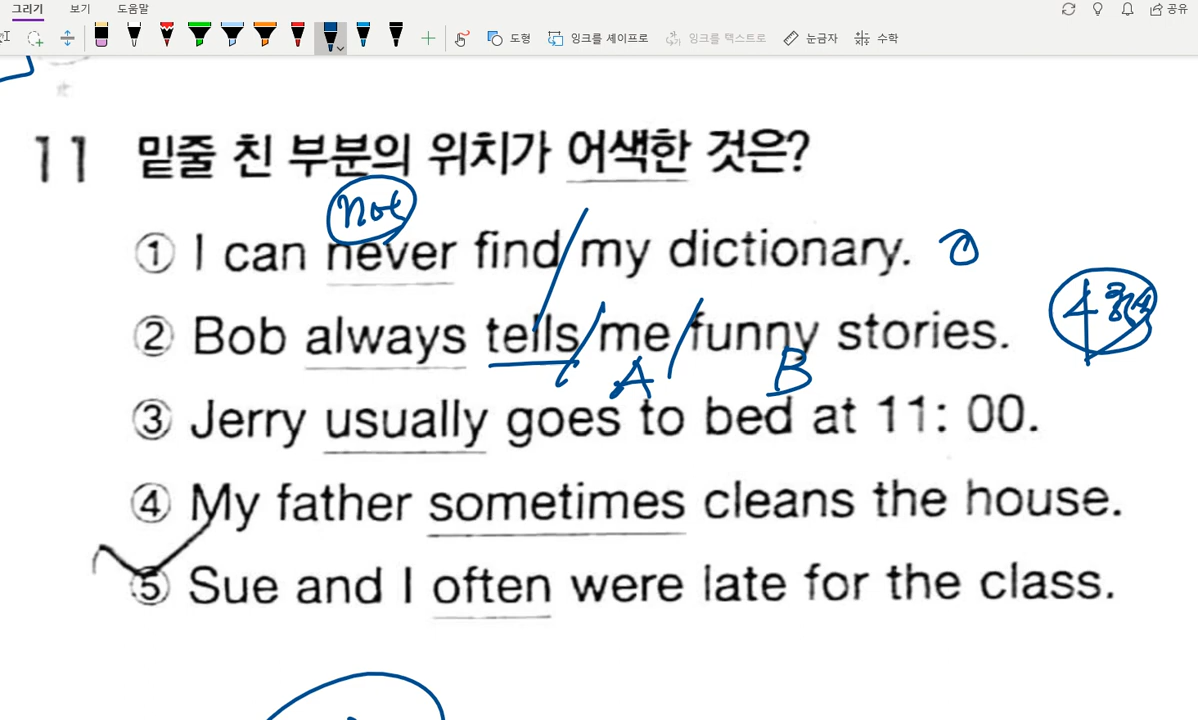 그리기 보기 도움말 공유
도형 잉크를 셰이프로 잉크를 텍스트로 눈금자 수학
11 밑줄 친 부분의 위치가 어색한 것은?
not
① I can never find my dictionary.
② Bob always tells me funny stories.
4형식
A B
③ Jerry usually goes to bed at 11: 00.
④ My father sometimes cleans the house.
⑤ Sue and I often were late for the class.